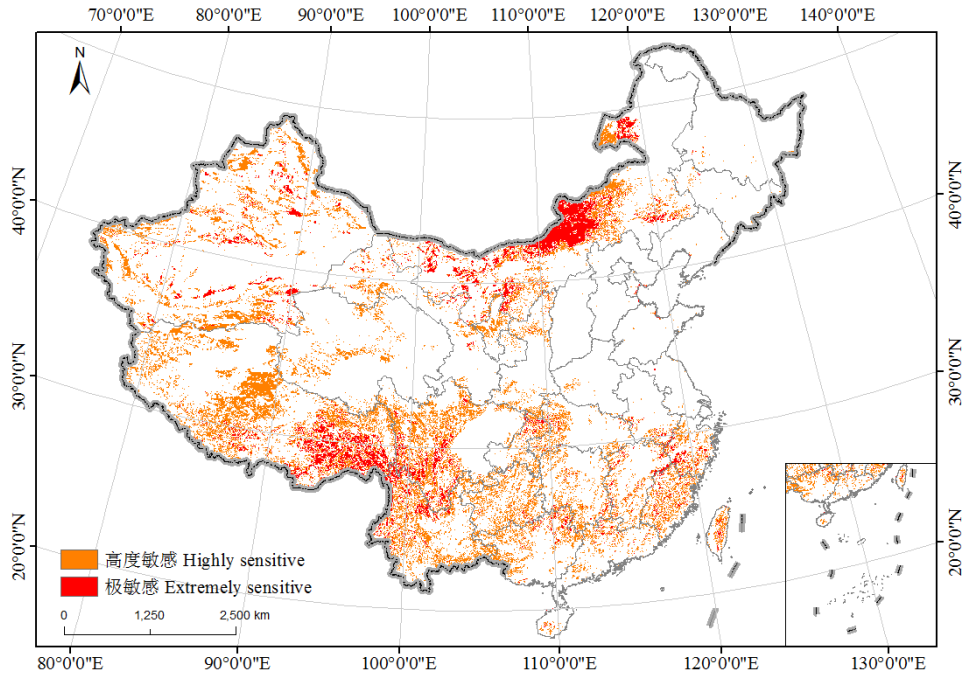 70°0'0"E 80°0'0"E 90°0'0"E 100°0'0"E 110°0'0"E 120°0'0"E 130°0'0"E 140°0'0"E
N
40°0'0"N
40°0'0"N
30°0'0"N
30°0'0"N
20°0'0"N
20°0'0"N
高度敏感 Highly sensitive
极敏感 Extremely sensitive
0 1,250 2,500 km
80°0'0"E 90°0'0"E 100°0'0"E 110°0'0"E 120°0'0"E 130°0'0"E